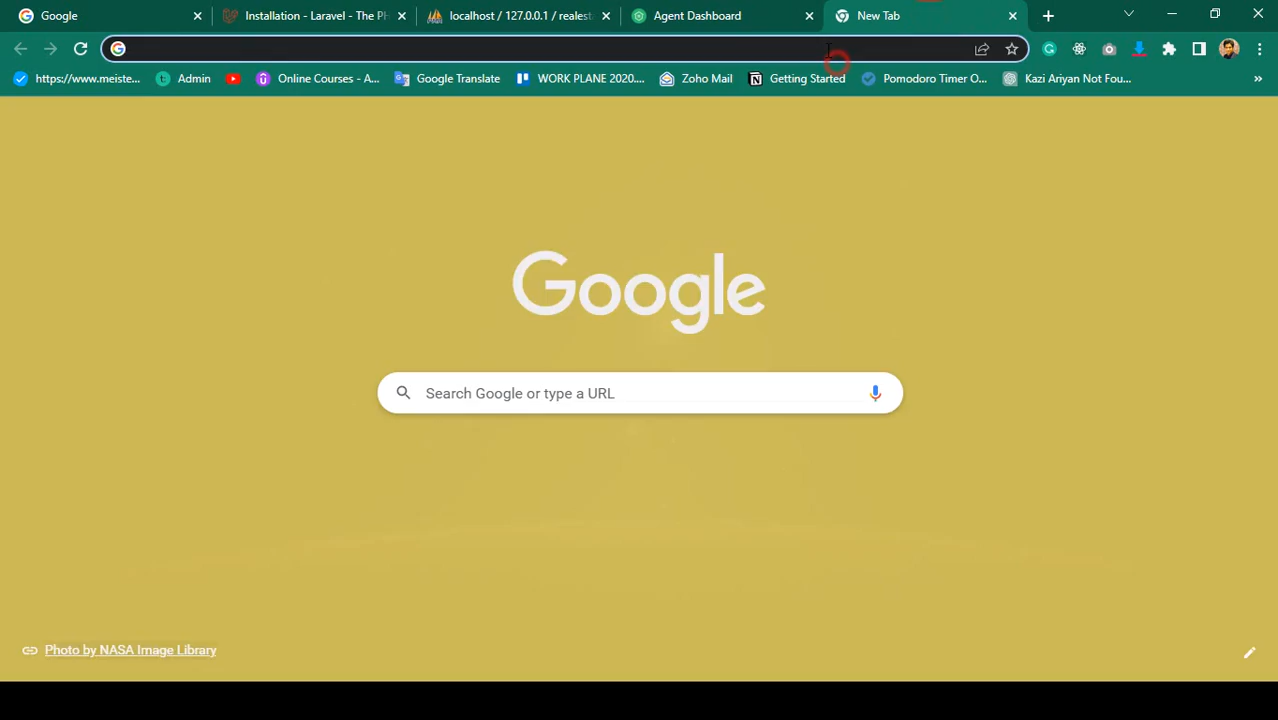 Google
Installation - Laravel - The PH
localhost / 127.0.0.1 / realesta
Agent Dashboard
New Tab
https://www.meiste...
Admin
Online Courses - A...
Google Translate
WORK PLANE 2020....
Zoho Mail
Getting Started
Pomodoro Timer O...
Kazi Ariyan Not Fou...
Google
Search Google or type a URL
Photo by NASA Image Library